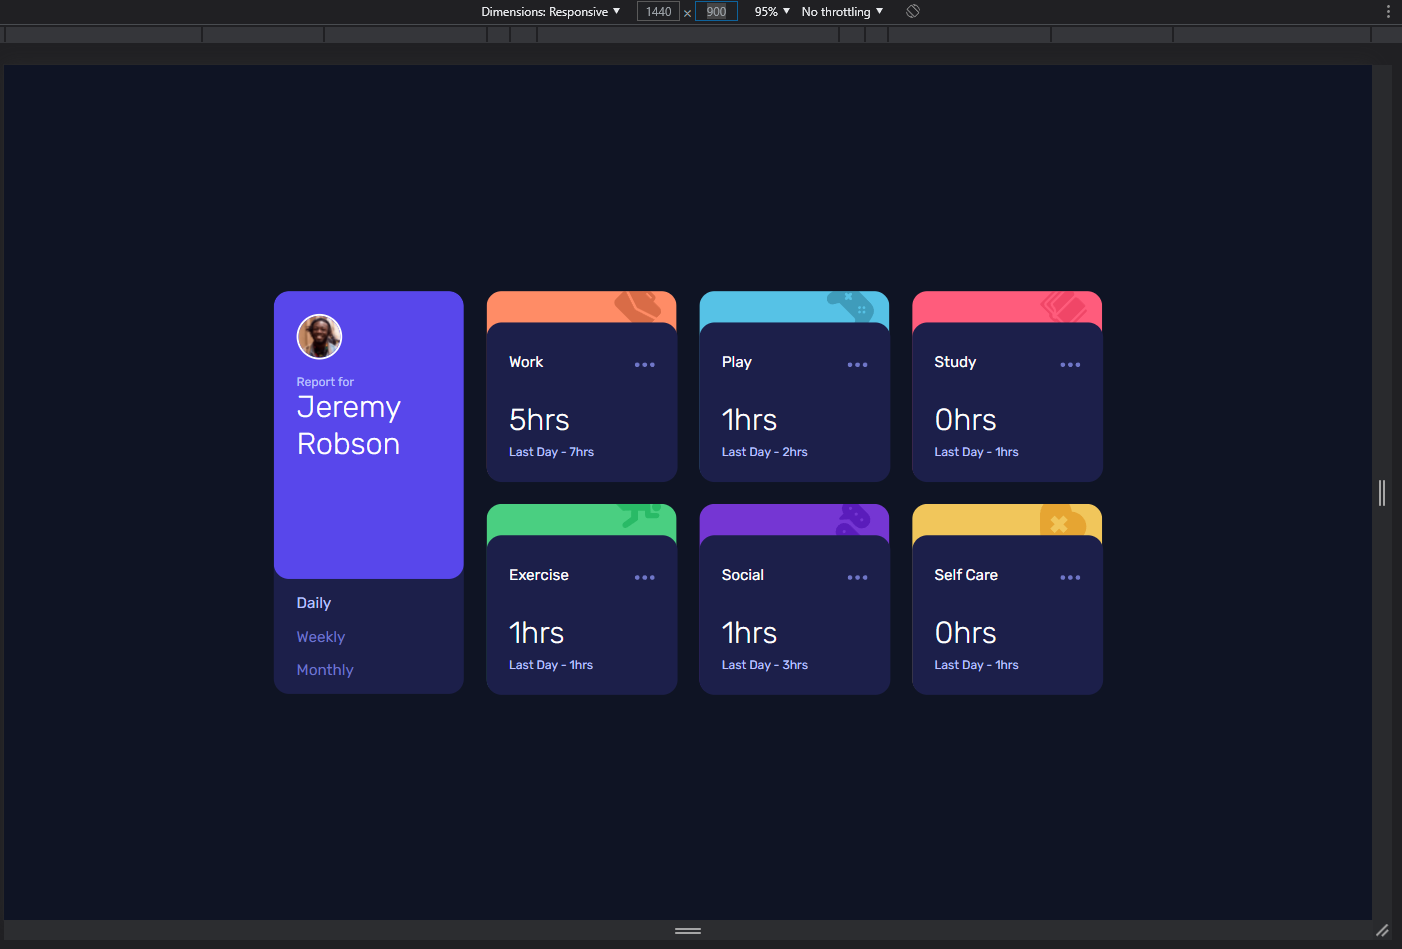 Dimensions: Responsive ▼ 1440 × 900 95% ▼ No throttling ▼
Report for
Jeremy
Robson
Daily
Weekly
Monthly
Work
5hrs
Last Day - 7hrs
Play
1hrs
Last Day - 2hrs
Study
0hrs
Last Day - 1hrs
Exercise
1hrs
Last Day - 1hrs
Social
1hrs
Last Day - 3hrs
Self Care
0hrs
Last Day - 1hrs